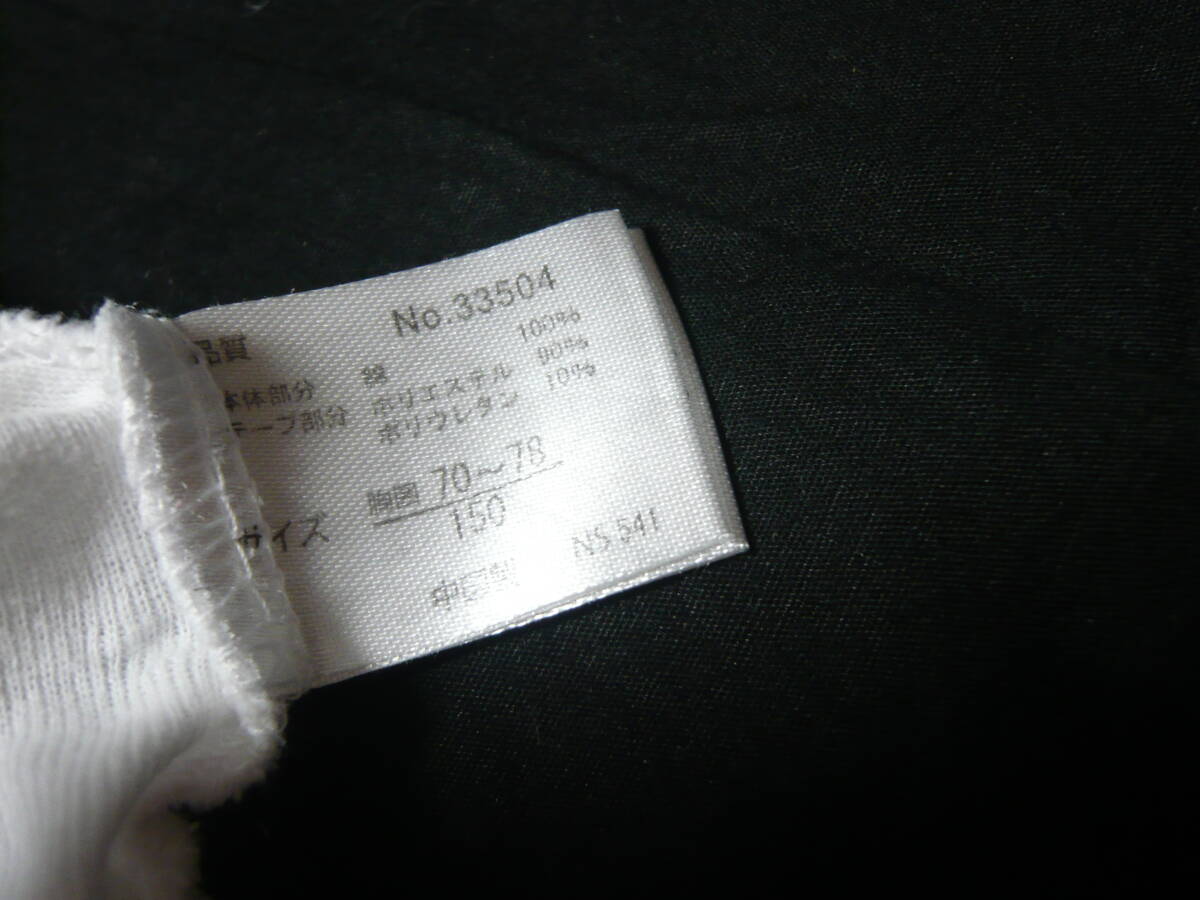 No.33504
品質
本体部分 綿 100%
テープ部分 ポリエステル 90%
ポリウレタン 10%
胸囲 70～78
サイズ 150
中国製 NS 541